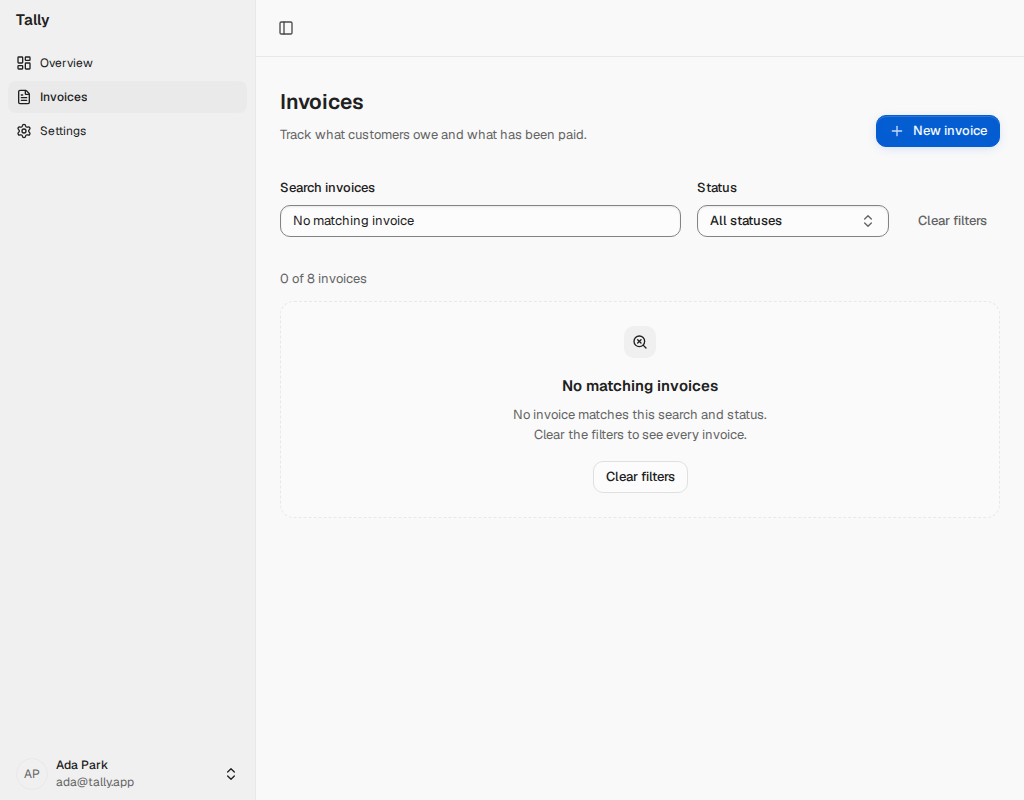 Tally
Overview
Invoices
Settings
Invoices
Track what customers owe and what has been paid.
New invoice
Search invoices
Status
No matching invoice
All statuses
Clear filters
0 of 8 invoices
No matching invoices
No invoice matches this search and status.
Clear the filters to see every invoice.
Clear filters
AP
Ada Park
ada@tally.app